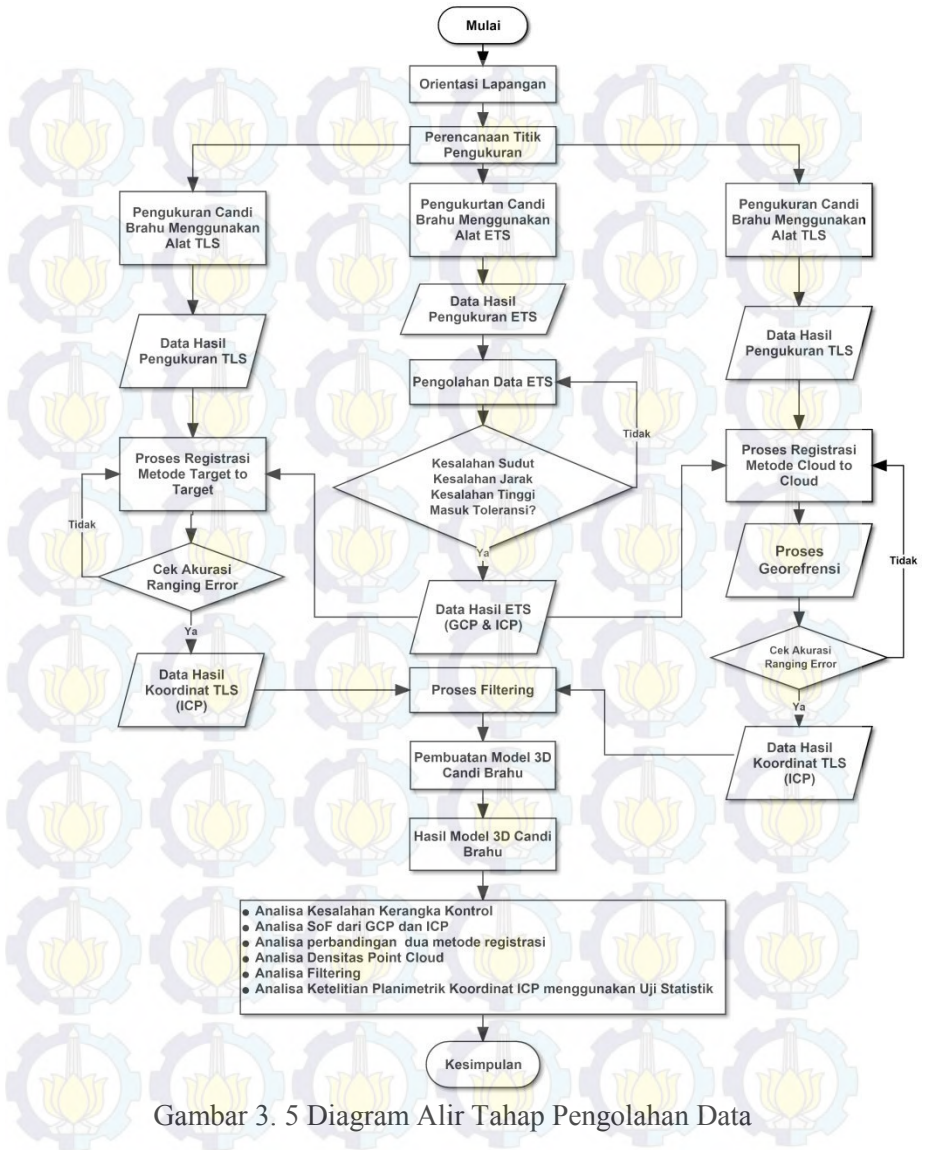 Mulai
Orientasi Lapangan
Perencanaan Titik
Pengukuran
Pengukuran Candi
Brahu Menggunakan
Alat TLS
Pengukurtan Candi
Brahu Menggunakan
Alat ETS
Pengukuran Candi
Brahu Menggunakan
Alat TLS
Data Hasil
Pengukuran TLS
Data Hasil
Pengukuran ETS
Data Hasil
Pengukuran TLS
Pengolahan Data ETS
Tidak
Proses Registrasi
Metode Target to
Target
Kesalahan Sudut
Kesalahan Jarak
Kesalahan Tinggi
Masuk Toleransi?
Proses Registrasi
Metode Cloud to
Cloud
Tidak
Ya
Proses
Georefrensi
Tidak
Cek Akurasi
Ranging Error
Data Hasil ETS
(GCP & ICP)
Ya
Cek Akurasi
Ranging Error
Data Hasil
Koordinat TLS
(ICP)
Proses Filtering
Ya
Data Hasil
Koordinat TLS
(ICP)
Pembuatan Model 3D
Candi Brahu
Hasil Model 3D Candi
Brahu
● Analisa Kesalahan Kerangka Kontrol
● Analisa SoF dari GCP dan ICP
● Analisa perbandingan dua metode registrasi
● Analisa Densitas Point Cloud
● Analisa Filtering
● Analisa Ketelitian Planimetrik Koordinat ICP menggunakan Uji Statistik
Kesimpulan
Gambar 3. 5 Diagram Alir Tahap Pengolahan Data